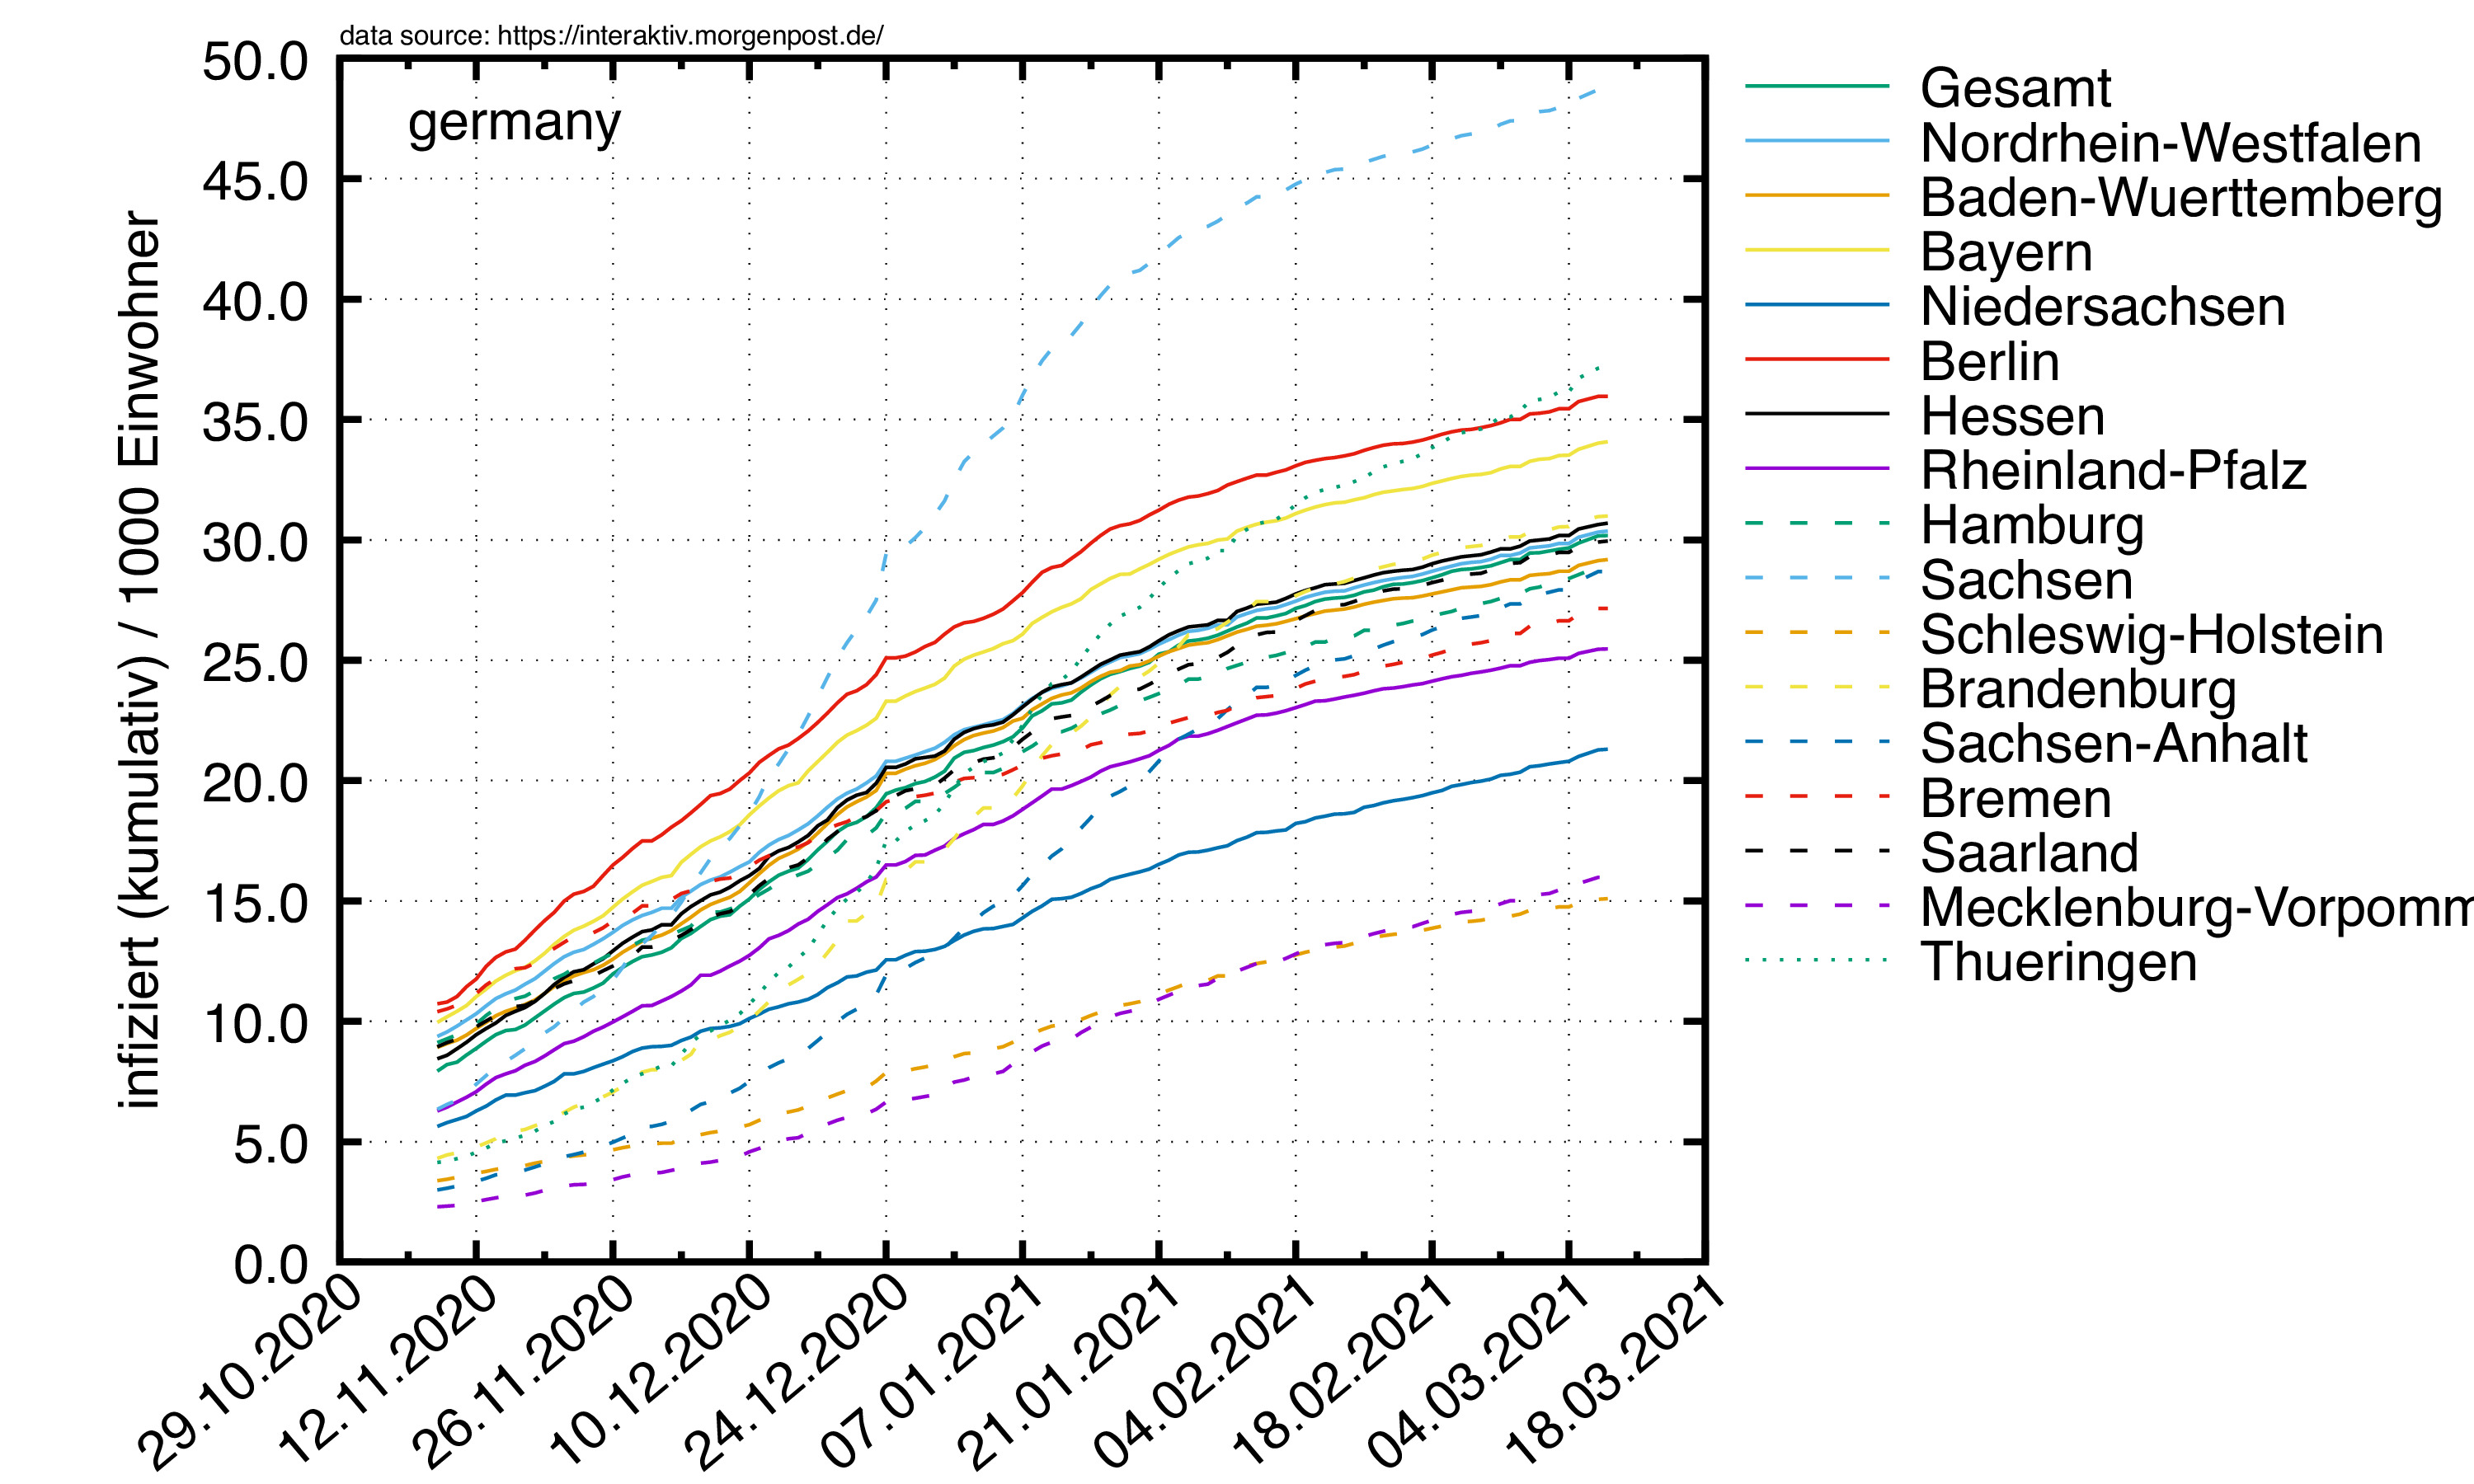 data source: https://interaktiv.morgenpost.de/
germany
infiziert (kumulativ) / 1000 Einwohner
50.0
45.0
40.0
35.0
30.0
25.0
20.0
15.0
10.0
5.0
0.0
29.10.2020
12.11.2020
26.11.2020
10.12.2020
24.12.2020
07.01.2021
21.01.2021
04.02.2021
18.02.2021
04.03.2021
18.03.2021
Gesamt
Nordrhein-Westfalen
Baden-Wuerttemberg
Bayern
Niedersachsen
Berlin
Hessen
Rheinland-Pfalz
Hamburg
Sachsen
Schleswig-Holstein
Brandenburg
Sachsen-Anhalt
Bremen
Saarland
Mecklenburg-Vorpomm
Thueringen